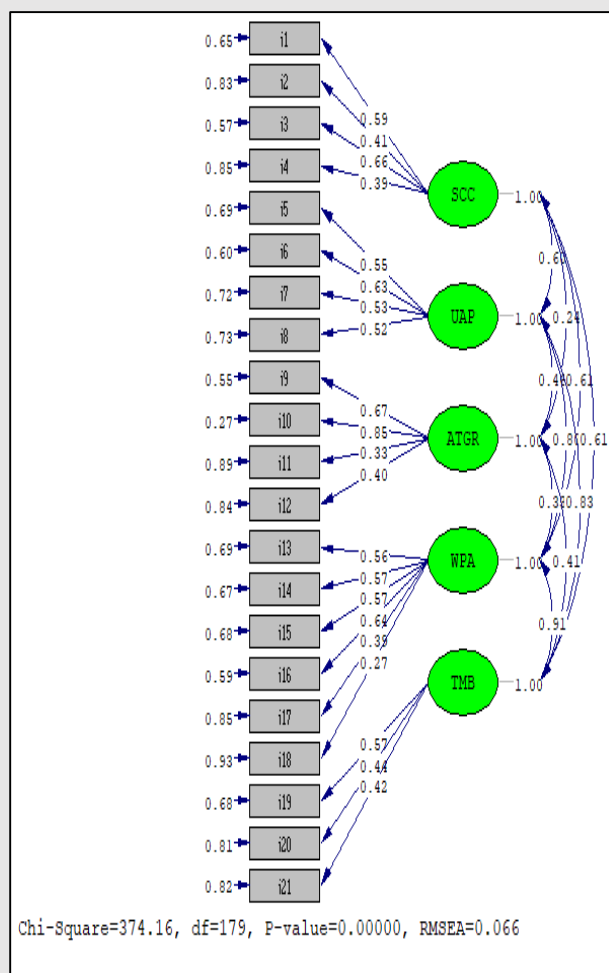 0.65 i1
0.83 i2
0.57 i3
0.85 i4
0.69 i5
0.60 i6
0.72 i7
0.73 i8
0.55 i9
0.27 i10
0.89 i11
0.84 i12
0.69 i13
0.67 i14
0.68 i15
0.59 i16
0.85 i17
0.93 i18
0.68 i19
0.81 i20
0.82 i21
0.59
0.41
0.66
0.39
0.55
0.63
0.53
0.52
0.67
0.85
0.33
0.40
0.56
0.57
0.57
0.64
0.39
0.27
0.57
0.44
0.42
SCC 1.00
UAP 1.00
ATGR 1.00
WPA 1.00
TMB 1.00
0.24
0.61
0.61
0.83
0.41
0.91
Chi-Square=374.16, df=179, P-value=0.00000, RMSEA=0.066